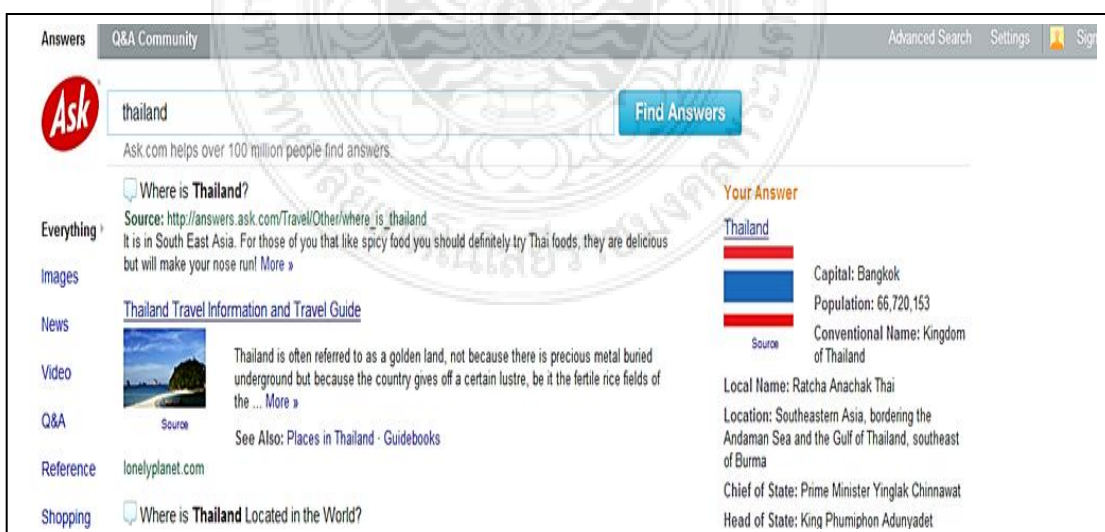 Answers
Q&A Community
Advanced Search
Settings
Sign
Ask
thailand
Find Answers
Ask.com helps over 100 million people find answers.
Everything
Images
News
Video
Q&A
Reference
Shopping
Where is Thailand?
Source: http://answers.ask.com/Travel/Other/where_is_thailand
It is in South East Asia. For those of you that like spicy food you should definitely try Thai foods, they are delicious
but will make your nose run! More »
Thailand Travel Information and Travel Guide
Thailand is often referred to as a golden land, not because there is precious metal buried
underground but because the country gives off a certain lustre, be it the fertile rice fields of
the ... More »
Source
See Also: Places in Thailand · Guidebooks
lonelyplanet.com
Where is Thailand Located in the World?
Your Answer
Thailand
Source
Capital: Bangkok
Population: 66,720,153
Conventional Name: Kingdom
of Thailand
Local Name: Ratcha Anachak Thai
Location: Southeastern Asia, bordering the
Andaman Sea and the Gulf of Thailand, southeast
of Burma
Chief of State: Prime Minister Yinglak Chinnawat
Head of State: King Phumiphon Adunyadet